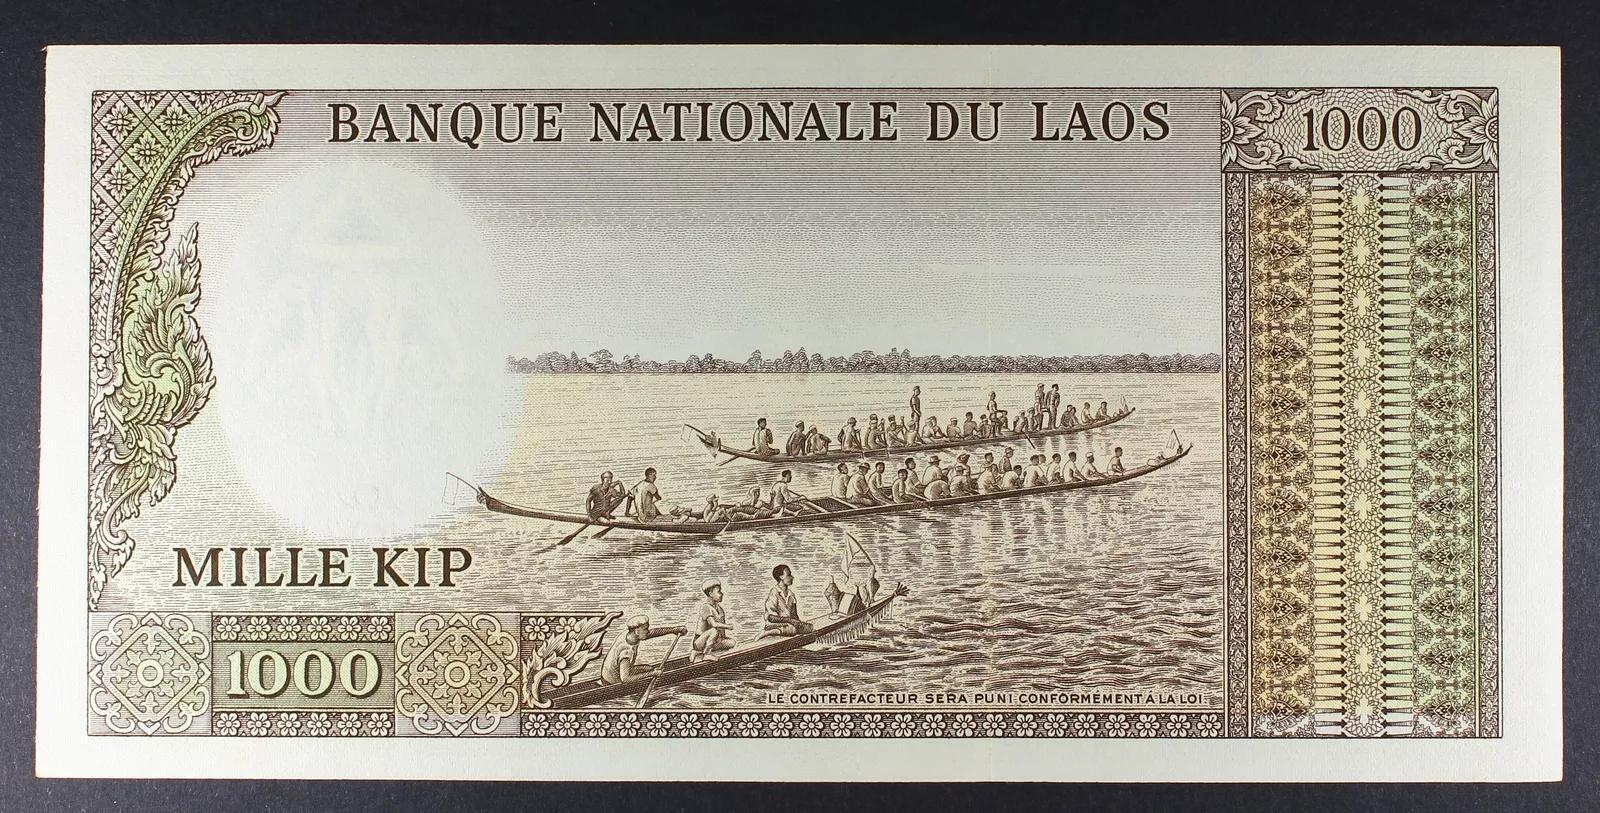 BANQUE NATIONALE DU LAOS
1000
MILLE KIP
1000
LE CONTREFACTEUR SERA PUNI CONFORMÉMENT À LA LOI.